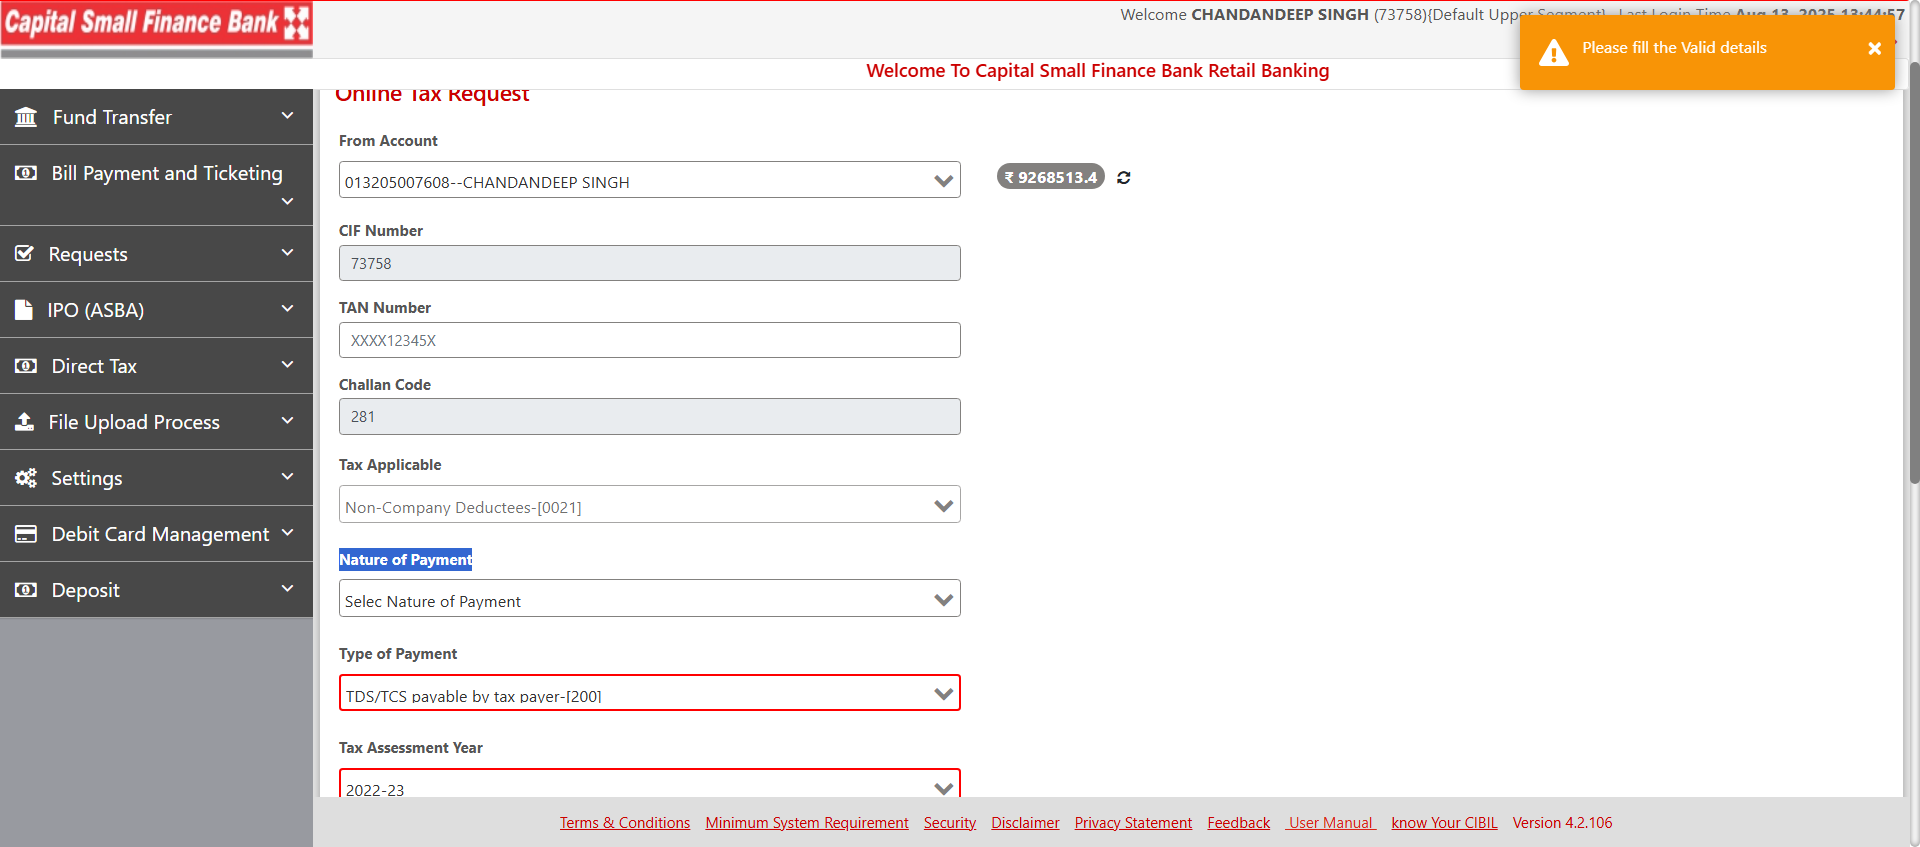 Capital Small Finance Bank
Welcome CHANDANDEEP SINGH (73758){Default Upper Segment} Last Login Time Aug 13, 2025 13:44:57
Please fill the Valid details
×
Welcome To Capital Small Finance Bank Retail Banking
Online Tax Request
Fund Transfer
Bill Payment and Ticketing
Requests
IPO (ASBA)
Direct Tax
File Upload Process
Settings
Debit Card Management
Deposit
From Account
013205007608--CHANDANDEEP SINGH
₹ 9268513.4
CIF Number
73758
TAN Number
XXXX12345X
Challan Code
281
Tax Applicable
Non-Company Deductees-[0021]
Nature of Payment
Selec Nature of Payment
Type of Payment
TDS/TCS payable by tax payer-[200]
Tax Assessment Year
2022-23
Terms & Conditions Minimum System Requirement Security Disclaimer Privacy Statement Feedback User Manual know Your CIBIL Version 4.2.106